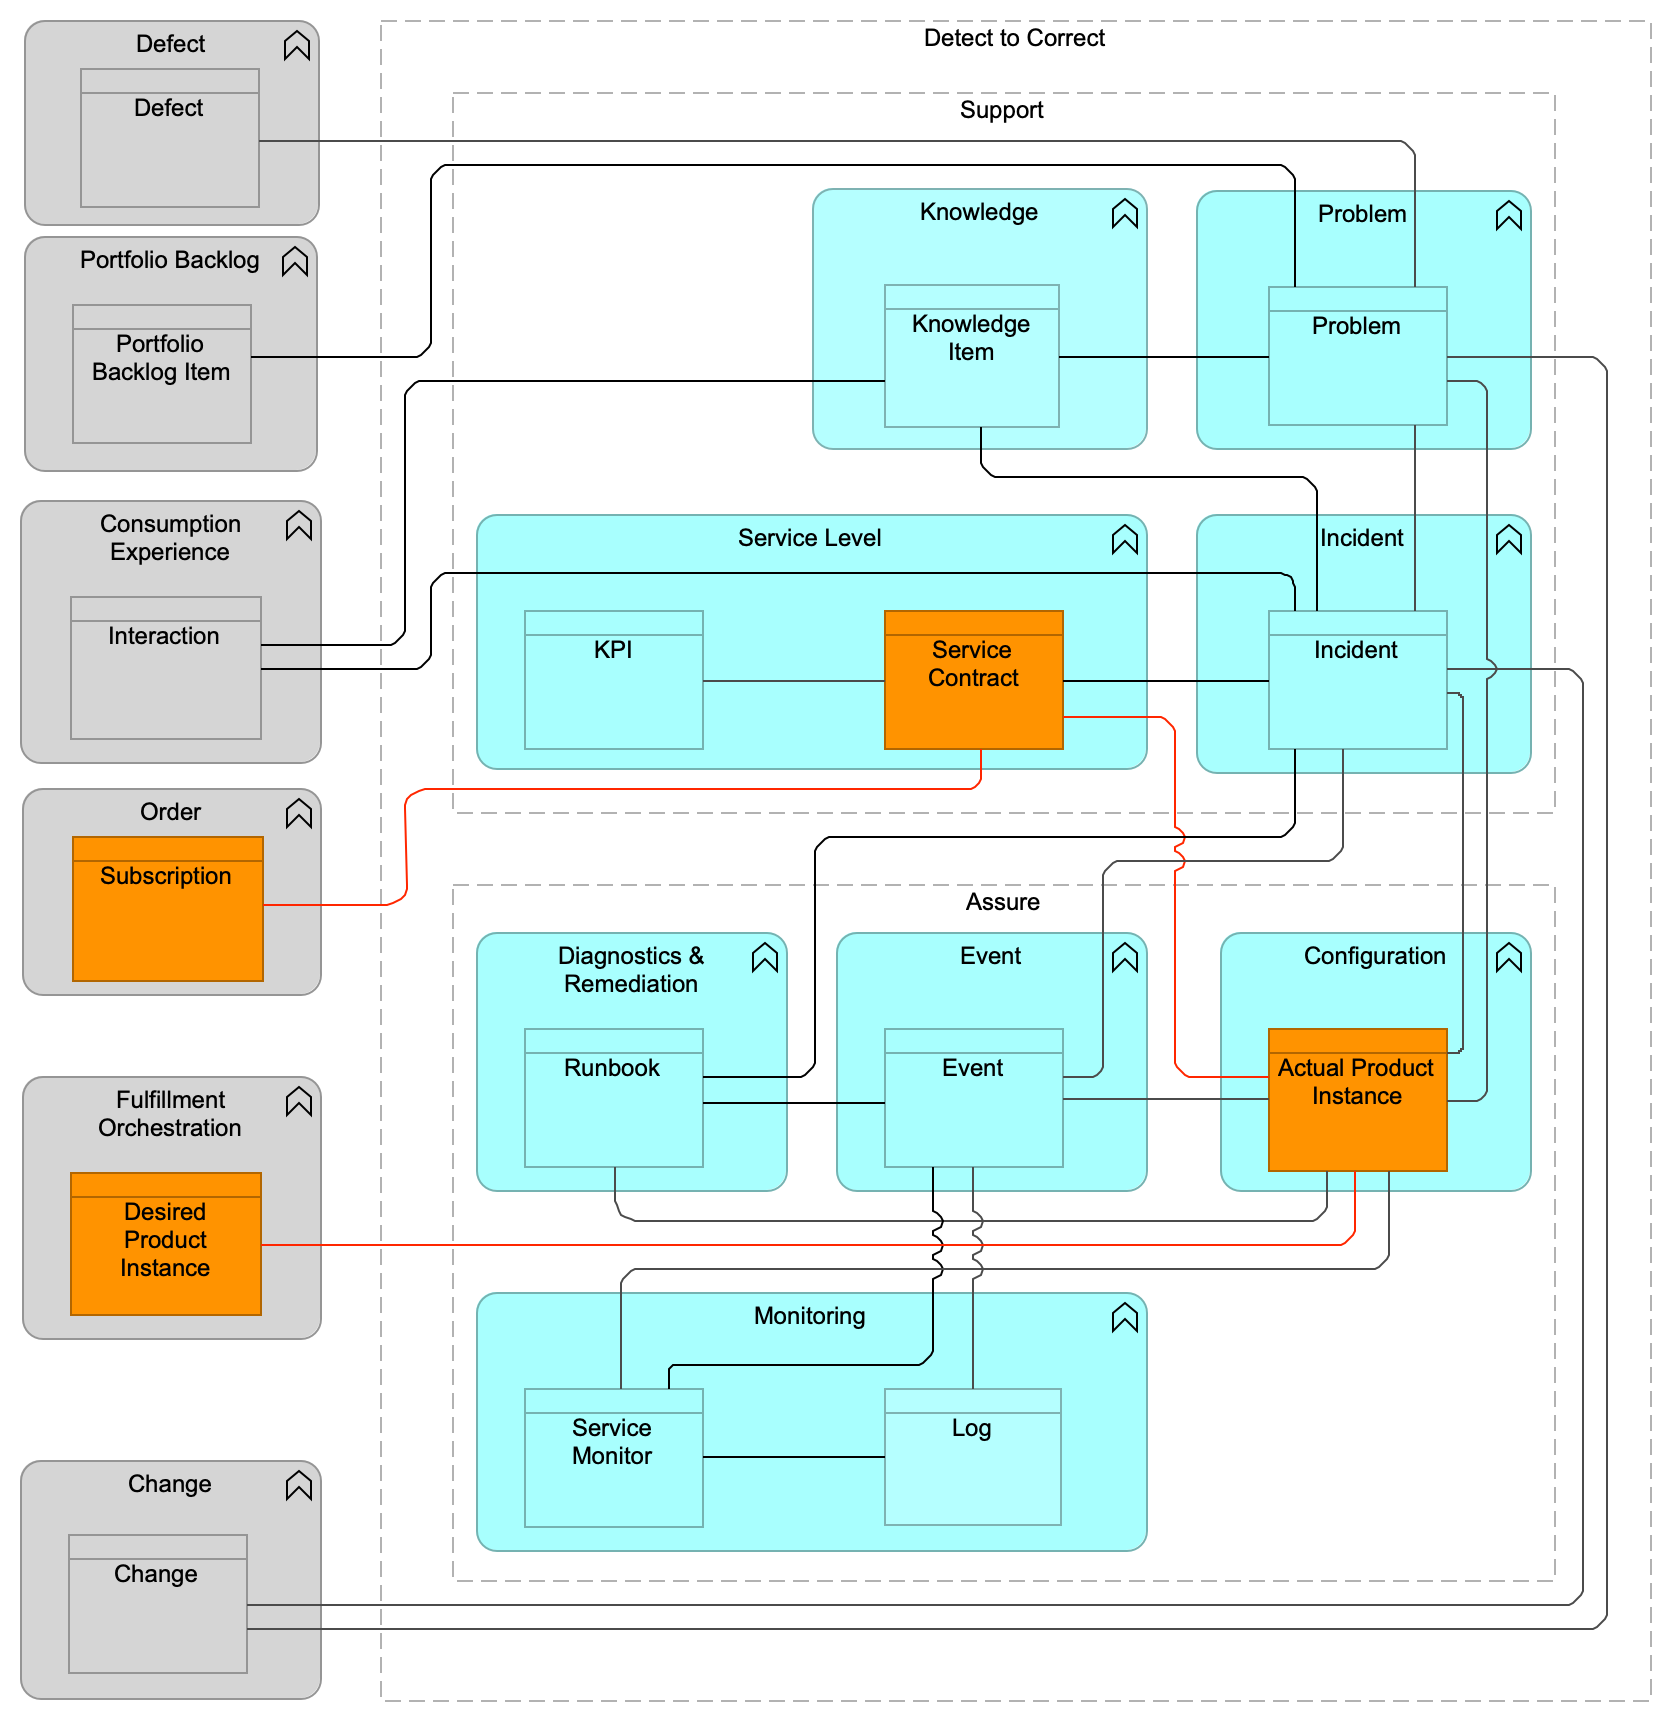 Defect
Defect
Portfolio Backlog
Portfolio
Backlog Item
Consumption
Experience
Interaction
Order
Subscription
Fulfillment
Orchestration
Desired
Product
Instance
Change
Change
Detect to Correct
Support
Knowledge
Knowledge
Item
Problem
Problem
Service Level
KPI
Service
Contract
Incident
Incident
Assure
Diagnostics &
Remediation
Runbook
Event
Event
Configuration
Actual Product
Instance
Monitoring
Service
Monitor
Log